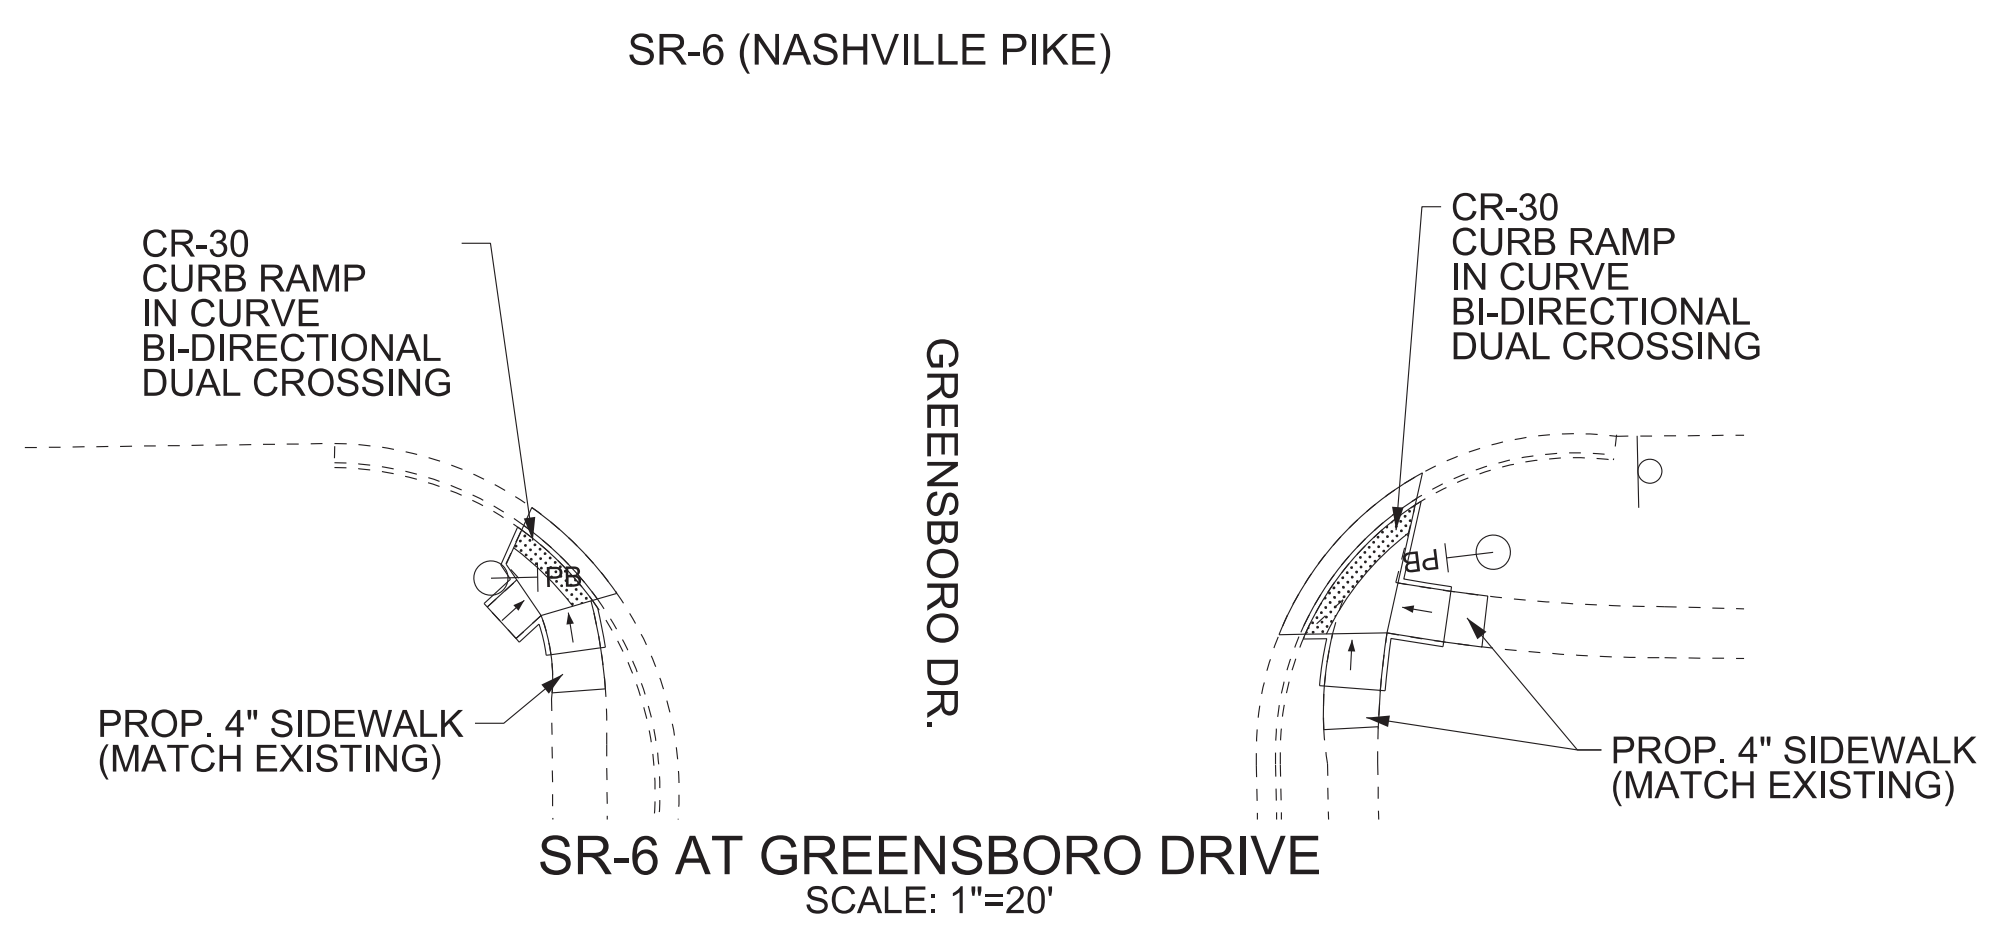 SR-6 (NASHVILLE PIKE)
CR-30
CURB RAMP
IN CURVE
BI-DIRECTIONAL
DUAL CROSSING
CR-30
CURB RAMP
IN CURVE
BI-DIRECTIONAL
DUAL CROSSING
GREENSBORO DR.
PB
PB
PROP. 4" SIDEWALK
(MATCH EXISTING)
PROP. 4" SIDEWALK
(MATCH EXISTING)
SR-6 AT GREENSBORO DRIVE
SCALE: 1"=20'